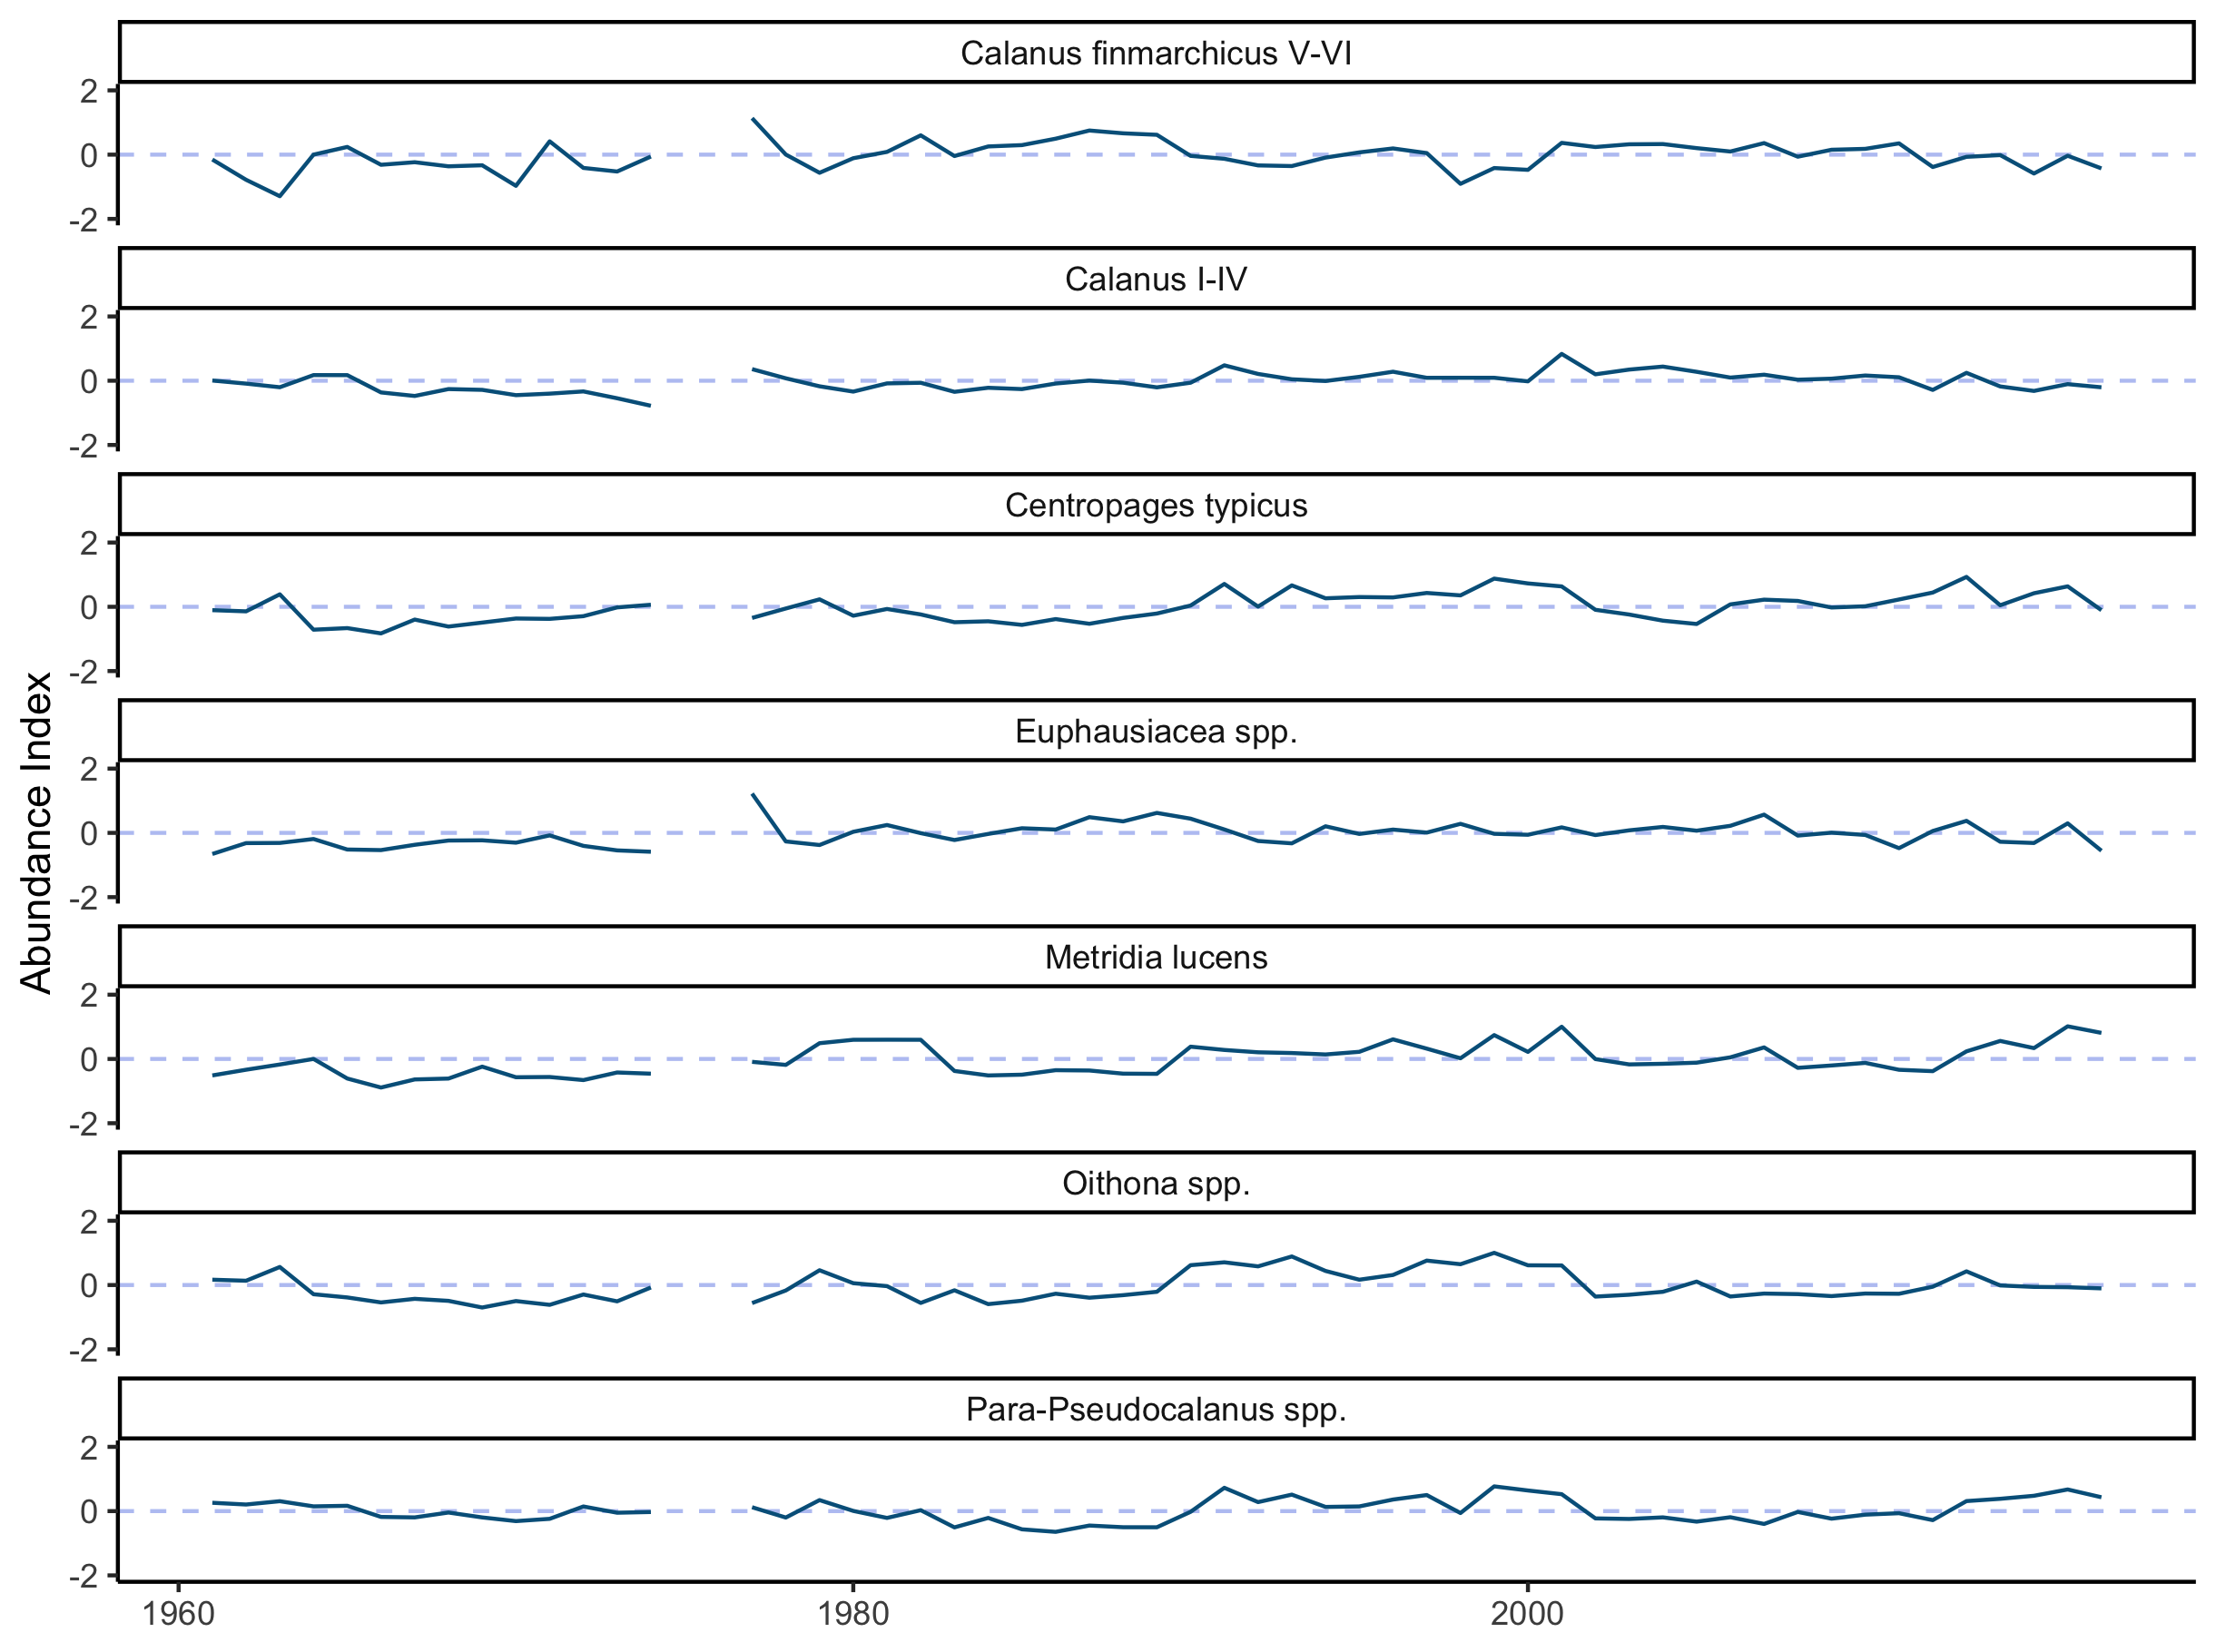 Calanus finmarchicus V-VI
2
0
-2
Calanus I-IV
2
0
-2
Centropages typicus
2
0
-2
Euphausiacea spp.
2
0
-2
Metridia lucens
2
0
-2
Oithona spp.
2
0
-2
Para-Pseudocalanus spp.
2
0
-2
Abundance Index
1960 1980 2000